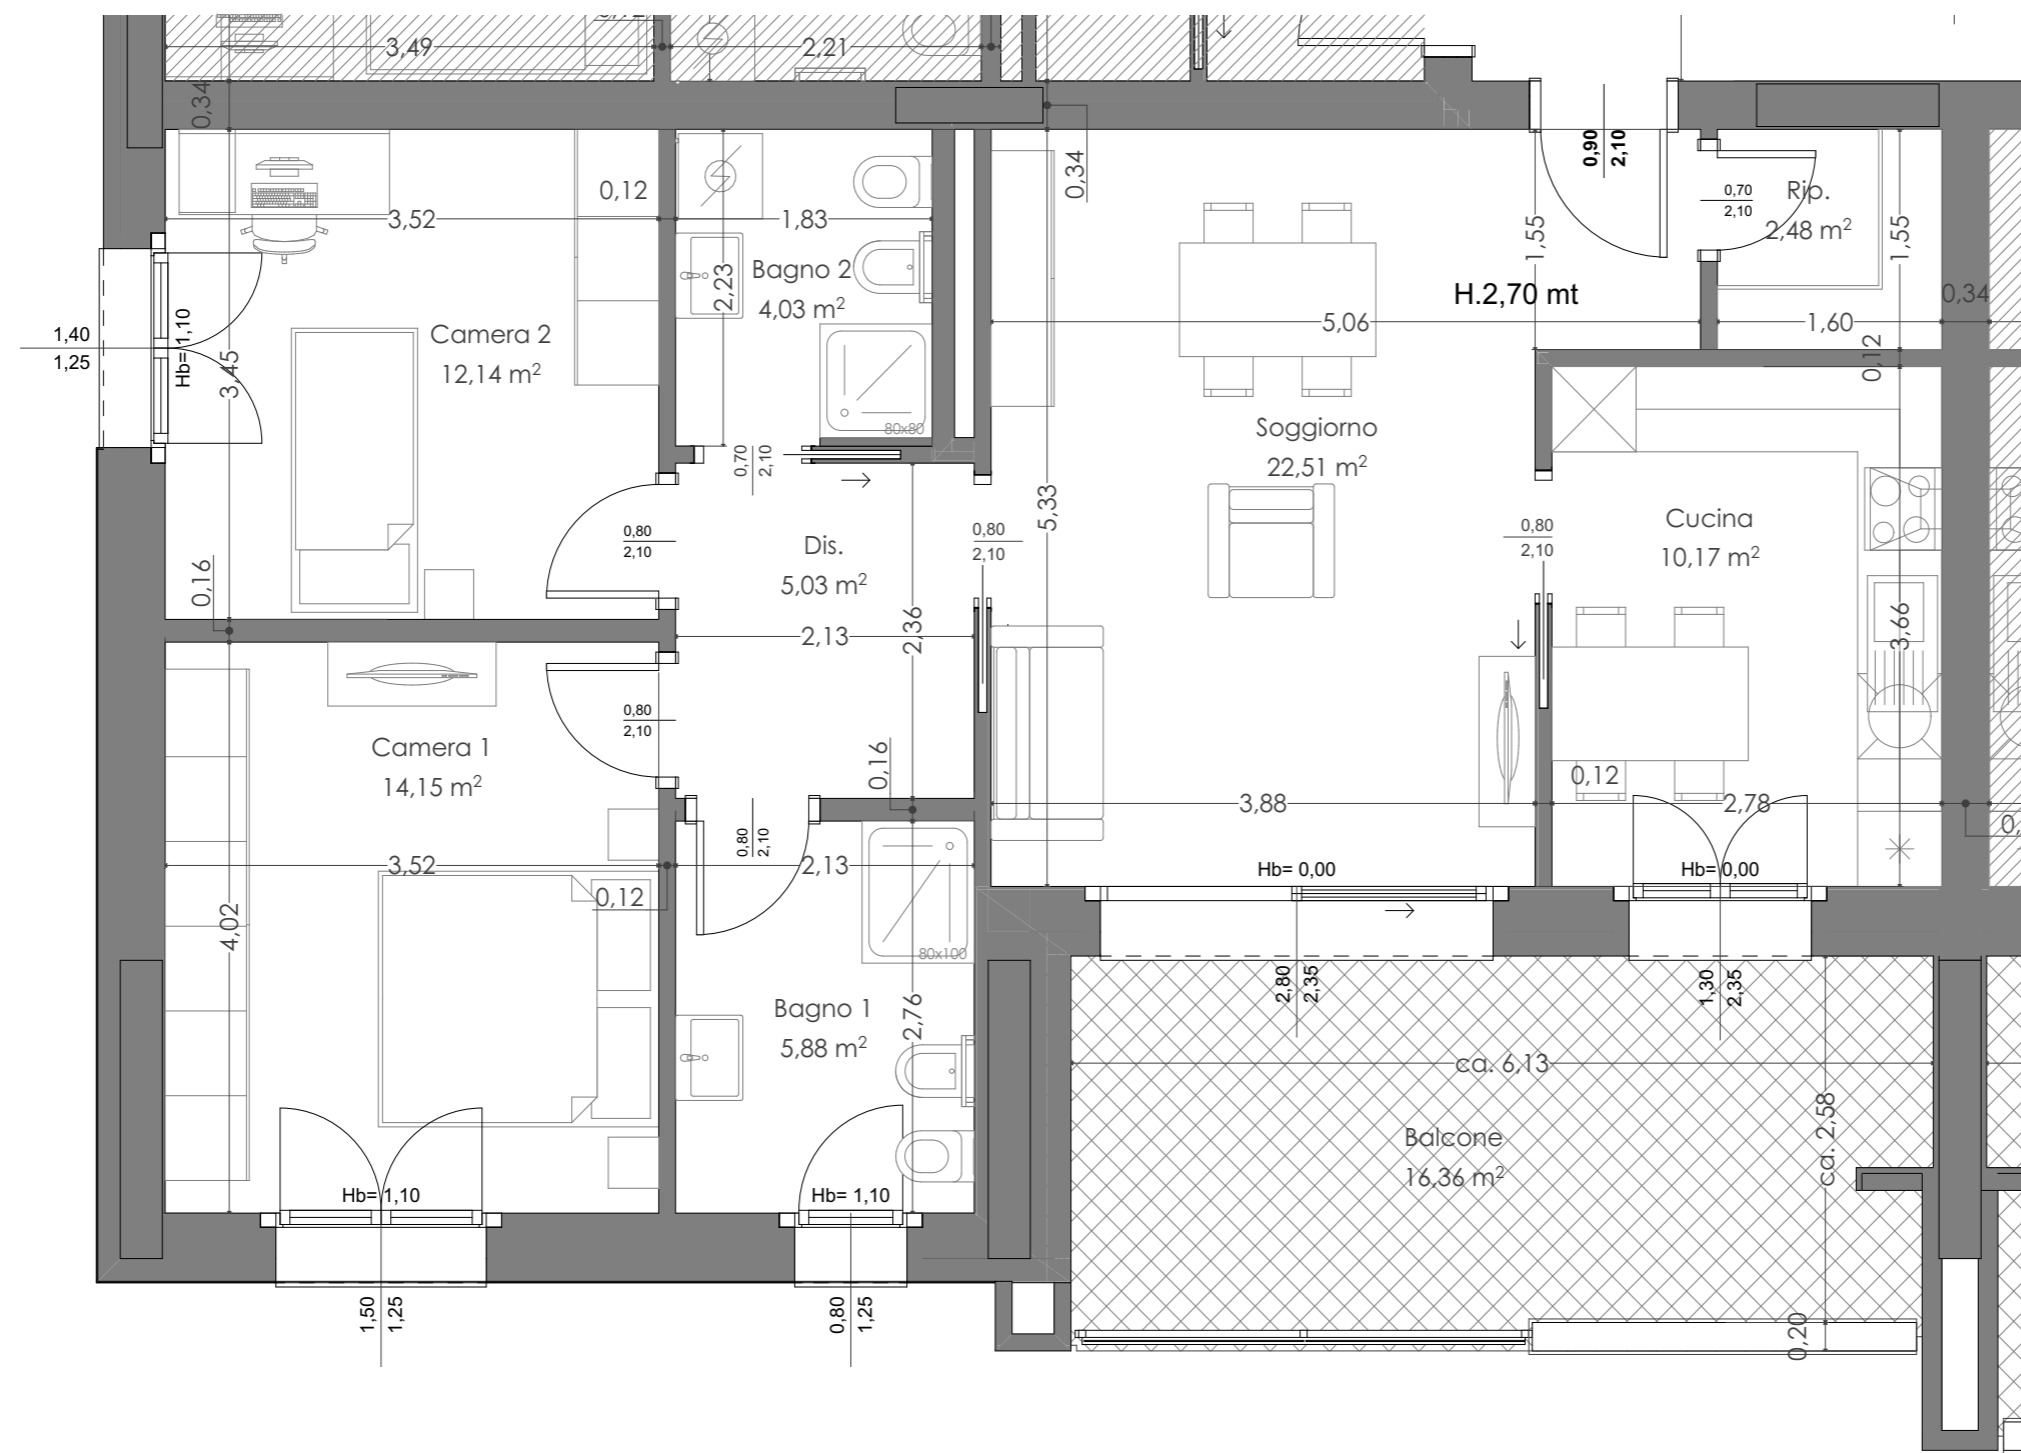 3,49
2,21
0,34
0,34
0,90
2,10
0,12
3,52
1,83
0,70
2,10
Rip.
2,48 m²
1,55
1,55
Bagno 2
4,03 m²
2,23
H.2,70 mt
0,34
5,06
1,60
0,12
1,40
1,25
Hb= 1,10
3,45
Camera 2
12,14 m²
80x80
Soggiorno
22,51 m²
0,70
2,10
5,33
Cucina
10,17 m²
0,80
2,10
Dis.
5,03 m²
0,80
2,10
0,80
2,10
0,16
2,13
2,36
3,66
0,80
2,10
Camera 1
14,15 m²
0,16
0,12
3,88
2,78
0,80
2,10
3,52
2,13
Hb= 0,00
Hb= 0,00
0,12
4,02
80x100
2,80
2,35
1,30
2,35
Bagno 1
5,88 m²
2,76
ca. 6,13
ca. 2,58
Balcone
16,36 m²
Hb= 1,10
Hb= 1,10
1,50
1,25
0,80
1,25
0,20